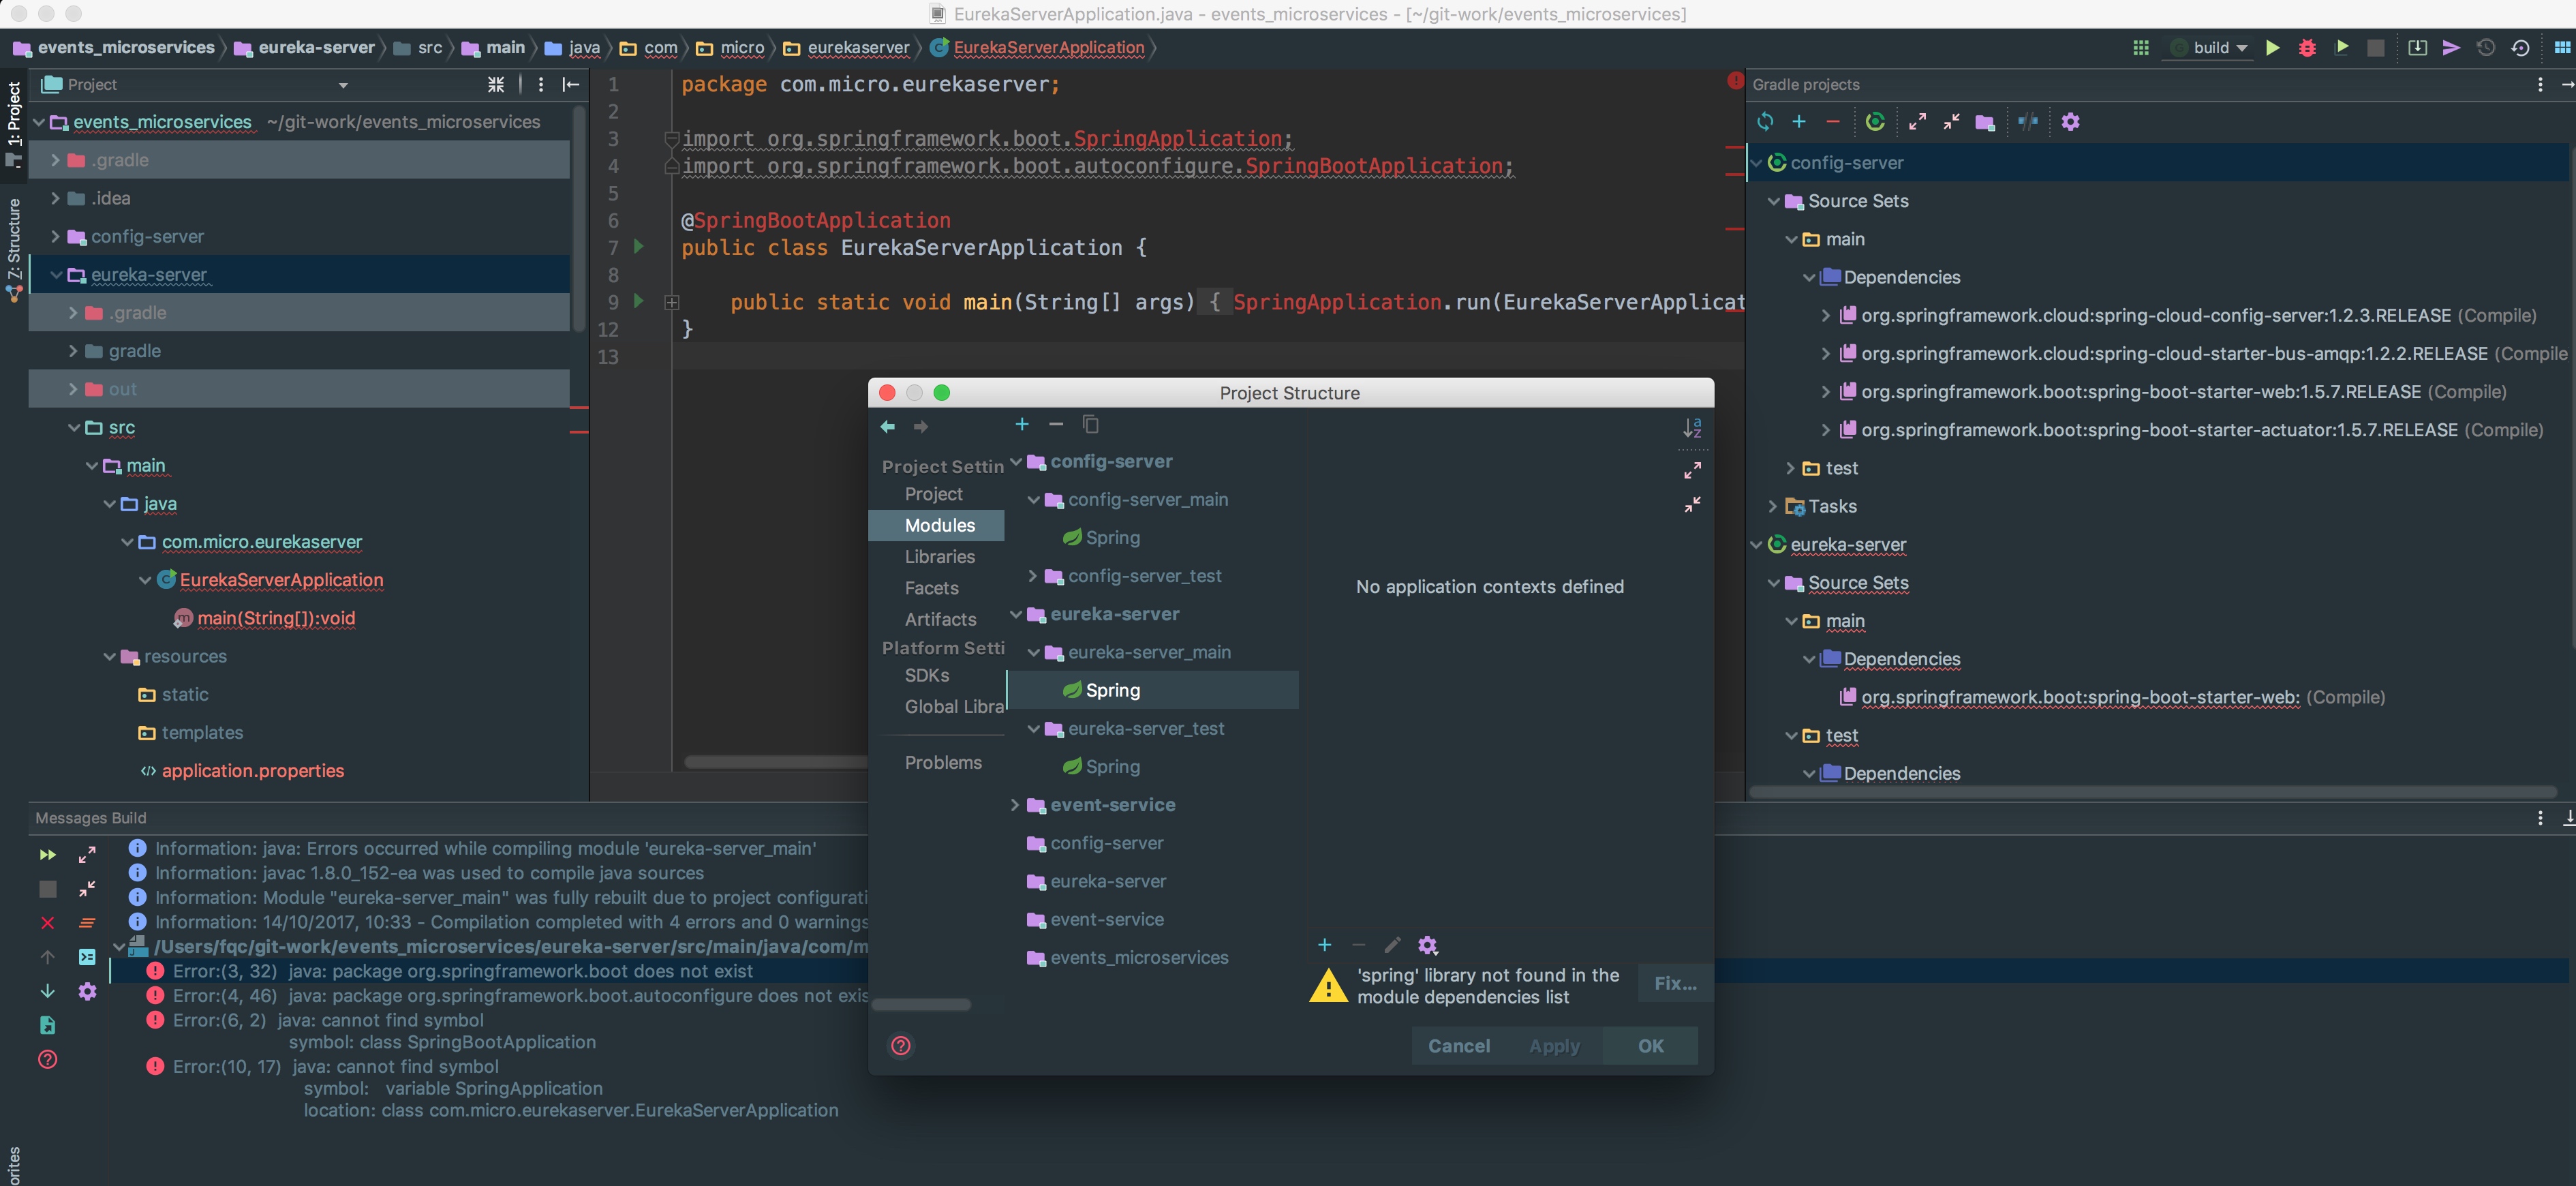 EurekaServerApplication.java - events_microservices - [~/git-work/events_microservices]
events_microservices eureka-server src main java com micro eurekaserver EurekaServerApplication
build
1: Project
Z: Structure
Project
events_microservices ~/git-work/events_microservices
.gradle
.idea
config-server
eureka-server
.gradle
gradle
out
src
main
java
com.micro.eurekaserver
EurekaServerApplication
main(String[]):void
resources
static
templates
application.properties
1 package com.micro.eurekaserver;
2
3 import org.springframework.boot.SpringApplication;
4 import org.springframework.boot.autoconfigure.SpringBootApplication;
5
6 @SpringBootApplication
7 public class EurekaServerApplication {
8
9 public static void main(String[] args) { SpringApplication.run(EurekaServerApplicat
12 }
13
Gradle projects
config-server
Source Sets
main
Dependencies
org.springframework.cloud:spring-cloud-config-server:1.2.3.RELEASE (Compile)
org.springframework.cloud:spring-cloud-starter-bus-amqp:1.2.2.RELEASE (Compile
org.springframework.boot:spring-boot-starter-web:1.5.7.RELEASE (Compile)
org.springframework.boot:spring-boot-starter-actuator:1.5.7.RELEASE (Compile)
test
Tasks
eureka-server
Source Sets
main
Dependencies
org.springframework.boot:spring-boot-starter-web: (Compile)
test
Dependencies
Project Structure
Project Settin
Project
Modules
Libraries
Facets
Artifacts
Platform Setti
SDKs
Global Libra
Problems
config-server
config-server_main
Spring
config-server_test
eureka-server
eureka-server_main
Spring
eureka-server_test
Spring
event-service
config-server
eureka-server
event-service
events_microservices
No application contexts defined
'spring' library not found in the
module dependencies list
Fix...
Cancel Apply OK
Messages Build
Information: java: Errors occurred while compiling module 'eureka-server_main'
Information: javac 1.8.0_152-ea was used to compile java sources
Information: Module "eureka-server_main" was fully rebuilt due to project configurati
Information: 14/10/2017, 10:33 - Compilation completed with 4 errors and 0 warnings
/Users/fqc/git-work/events_microservices/eureka-server/src/main/java/com/m
Error:(3, 32) java: package org.springframework.boot does not exist
Error:(4, 46) java: package org.springframework.boot.autoconfigure does not exis
Error:(6, 2) java: cannot find symbol
symbol: class SpringBootApplication
Error:(10, 17) java: cannot find symbol
symbol: variable SpringApplication
location: class com.micro.eurekaserver.EurekaServerApplication
orites